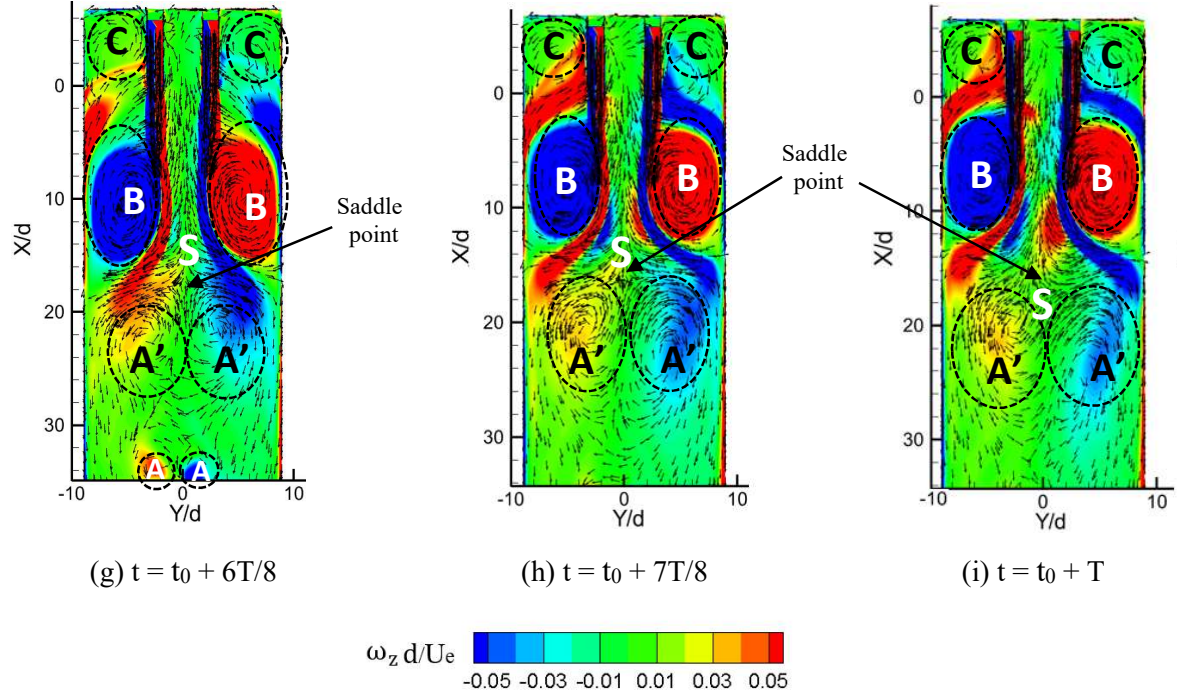 C C
0
10
20
30
X/d
B B
S
A' A'
A A
-10 0 10
Y/d
Saddle
point
(g) t = t₀ + 6T/8
C C
0
10
20
30
X/d
B B
S
A' A'
-10 0 10
Y/d
Saddle
point
(h) t = t₀ + 7T/8
C C
0
10
20
30
X/d
B B
S
A' A'
-10 0 10
Y/d
(i) t = t₀ + T
ω_z d/U_e
-0.05 -0.03 -0.01 0.01 0.03 0.05